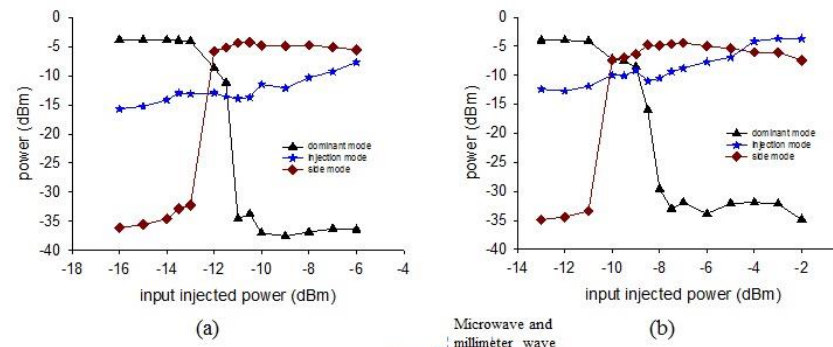 0
-5
-10
-15
-20
-25
-30
-35
-40
power (dBm)
dominant mode
injection mode
side mode
-18 -16 -14 -12 -10 -8 -6 -4
input injected power (dBm)
(a)
0
-5
-10
-15
-20
-25
-30
-35
-40
power (dBm)
dominant mode
injection mode
side mode
-14 -12 -10 -8 -6 -4 -2
input injected power (dBm)
(b)
Microwave and
millimeter wave